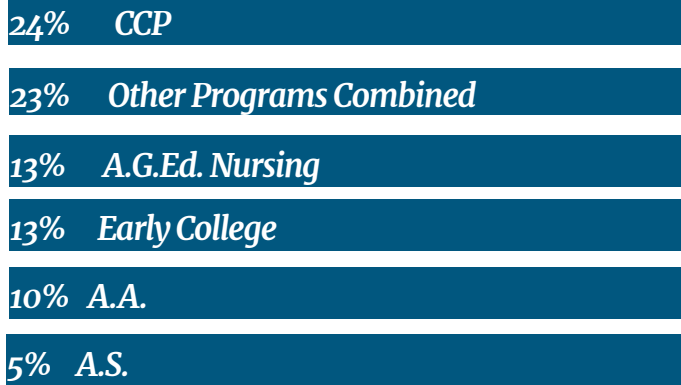 24% CCP
23% Other Programs Combined
13% A.G.Ed. Nursing
13% Early College
10% A.A.
5% A.S.